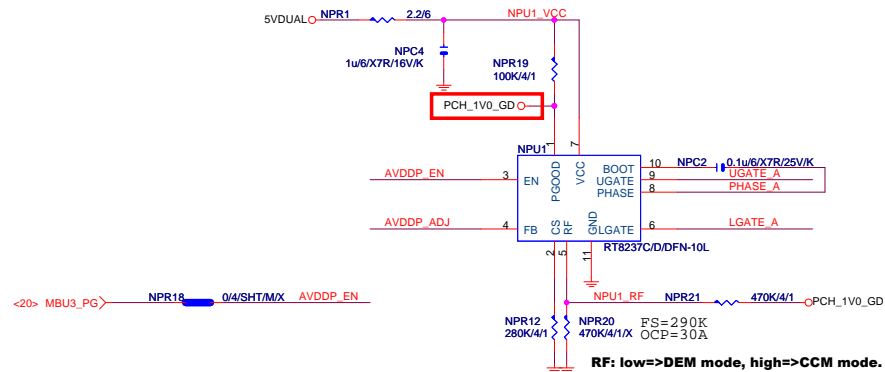 5VDUAL NPR1 2.2/6 NPU1_VCC
NPC4
1u/6/X7R/16V/K
NPR19
100K/4/1
PCH_1V0_GD
NPU1
1
7
PGOOD
VCC
AVDDP_EN 3 EN
BOOT 10 NPC2 0.1u/6/X7R/25V/K
UGATE 9 UGATE_A
PHASE 8 PHASE_A
AVDDP_ADJ 4 FB
CS
RF
GND
LGATE 6 LGATE_A
2
5
11
RT8237C/D/DFN-10L
<20> MBU3_PG NPR18 0/4/SHT/M/X AVDDP_EN
NPU1_RF NPR21 470K/4/1 PCH_1V0_GD
NPR12
280K/4/1
NPR20
470K/4/1/X
FS=290K
OCP=30A
RF: low=>DEM mode, high=>CCM mode.